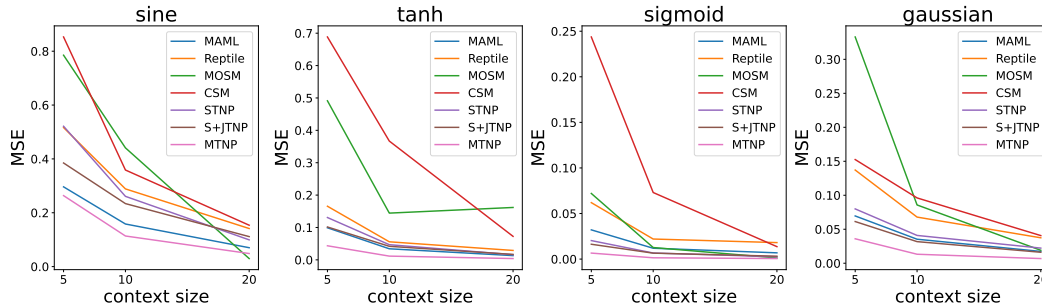 sine
MSE
0.8
0.6
0.4
0.2
0.0
5
10
20
context size
MAML
Reptile
MOSM
CSM
STNP
S+JTNP
MTNP
tanh
MSE
0.7
0.6
0.5
0.4
0.3
0.2
0.1
0.0
5
10
20
context size
MAML
Reptile
MOSM
CSM
STNP
S+JTNP
MTNP
sigmoid
MSE
0.25
0.20
0.15
0.10
0.05
0.00
5
10
20
context size
MAML
Reptile
MOSM
CSM
STNP
S+JTNP
MTNP
gaussian
MSE
0.30
0.25
0.20
0.15
0.10
0.05
0.00
5
10
20
context size
MAML
Reptile
MOSM
CSM
STNP
S+JTNP
MTNP